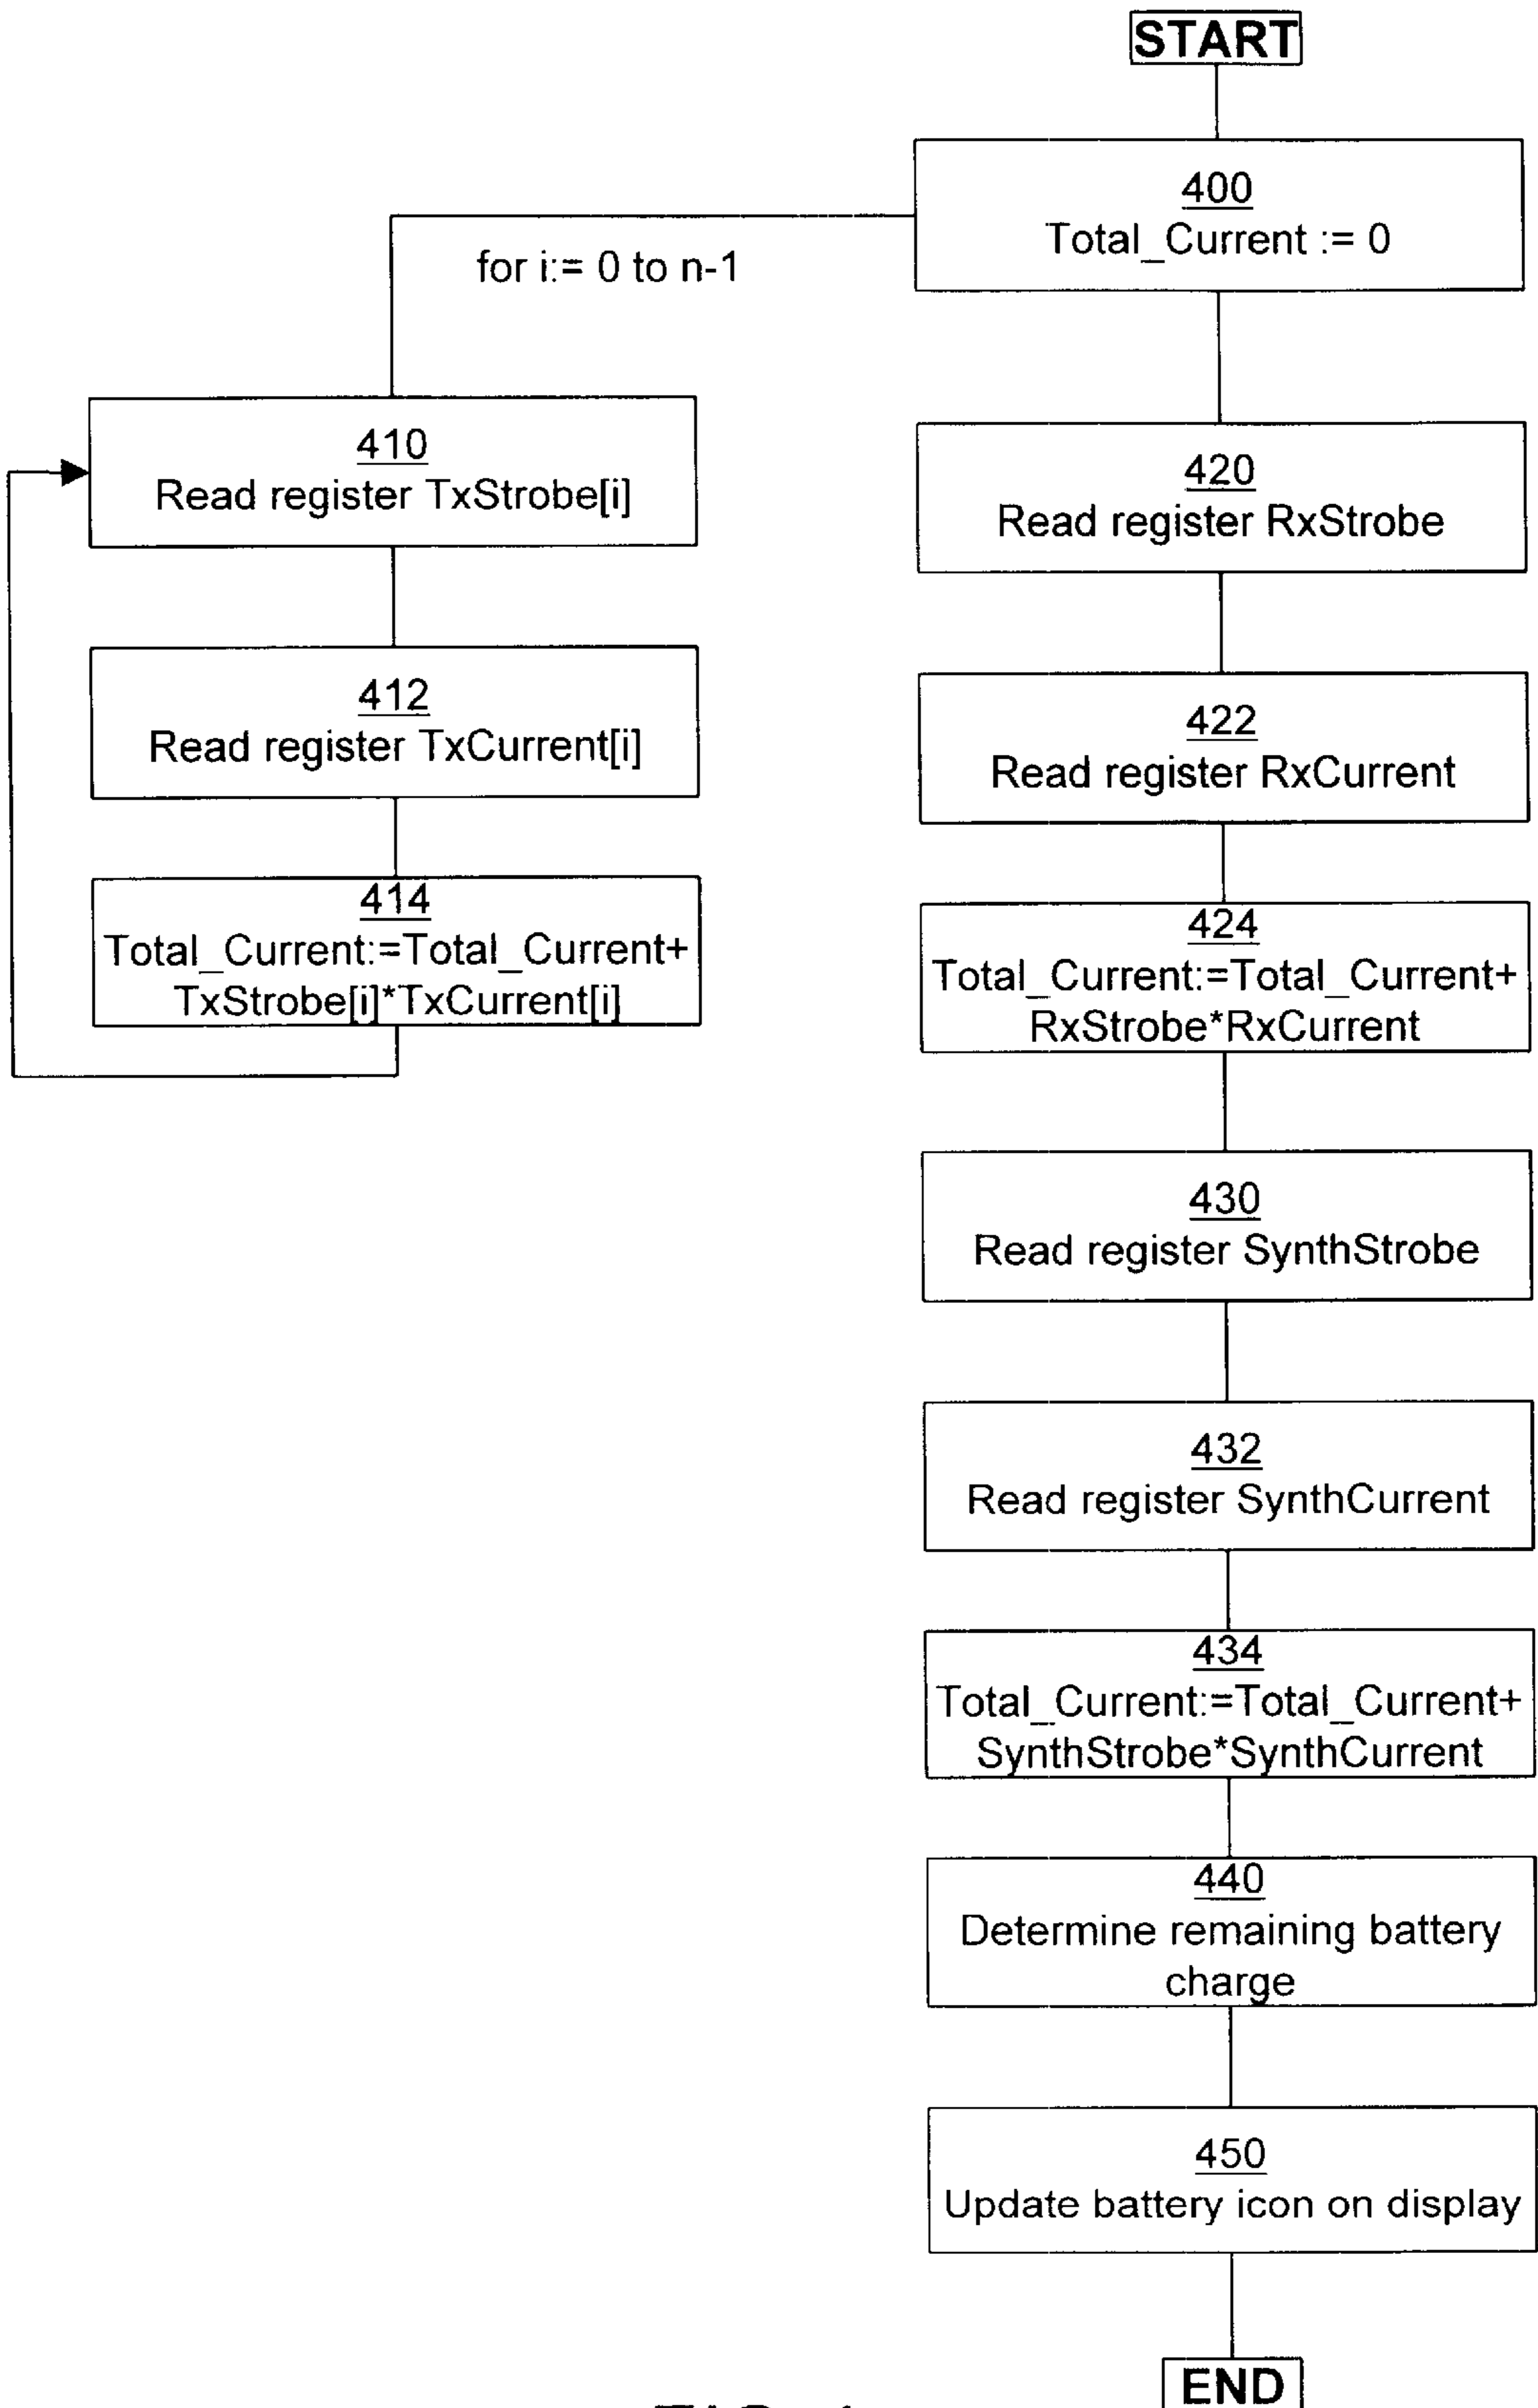 START
400
Total_Current := 0
for i:= 0 to n-1
410
Read register TxStrobe[i]
412
Read register TxCurrent[i]
414
Total_Current:=Total_Current+
TxStrobe[i]*TxCurrent[i]
420
Read register RxStrobe
422
Read register RxCurrent
424
Total_Current:=Total_Current+
RxStrobe*RxCurrent
430
Read register SynthStrobe
432
Read register SynthCurrent
434
Total_Current:=Total_Current+
SynthStrobe*SynthCurrent
440
Determine remaining battery
charge
450
Update battery icon on display
END